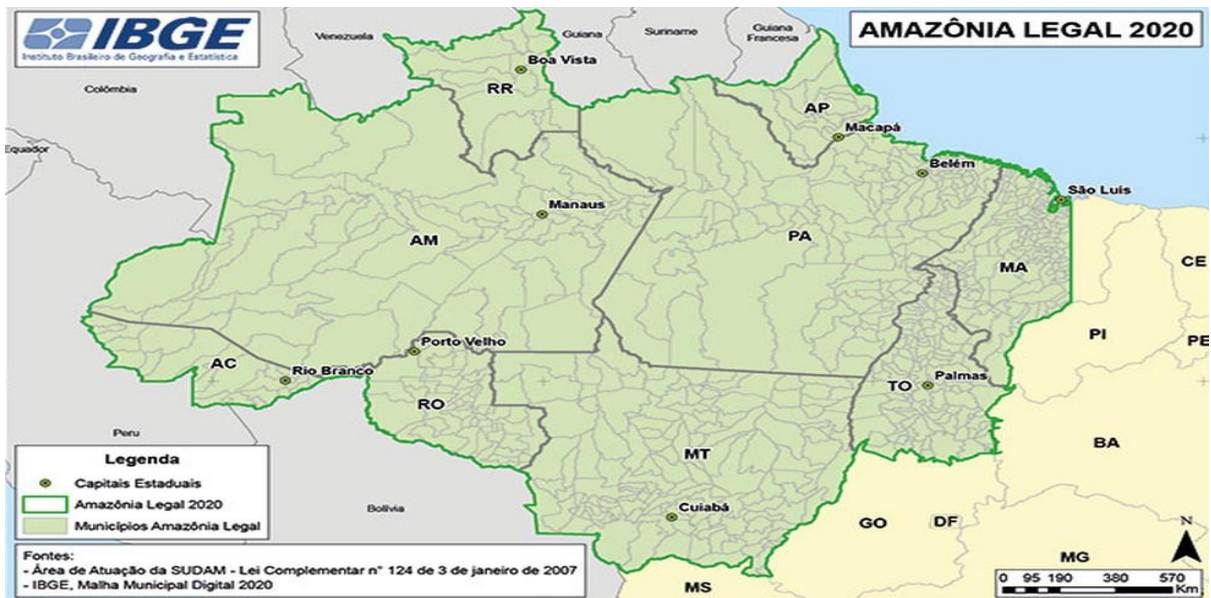 IBGE
Instituto Brasileiro de Geografia e Estatística
AMAZÔNIA LEGAL 2020
Venezuela
Guiana
Suriname
Guiana
Francesa
Colômbia
Equador
Boa Vista
RR
AP
Macapá
Belém
São Luís
Manaus
AM
PA
MA
CE
PI
PE
Porto Velho
AC
Rio Branco
TO
Palmas
RO
Peru
MT
BA
Bolívia
Cuiabá
GO
DF
MG
MS
Legenda
Capitais Estaduais
Amazônia Legal 2020
Municípios Amazônia Legal
Fontes:
- Área de Atuação da SUDAM - Lei Complementar n° 124 de 3 de janeiro de 2007
- IBGE, Malha Municipal Digital 2020
N
0 95 190 380 570
Km